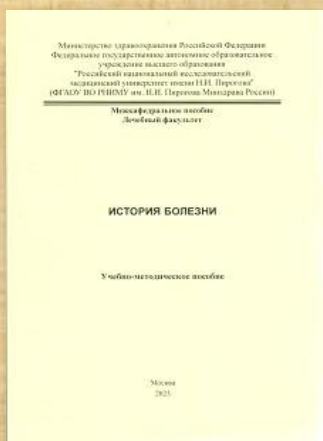 Министерство здравоохранения Российской Федерации
Федеральное государственное автономное образовательное
учреждение высшего образования
"Российский национальный исследовательский
медицинский университет имени Н.И. Пирогова"
(ФГАОУ ВО РНИМУ им. Н.И. Пирогова Минздрава России)
Межкафедральное пособие
Лечебный факультет
ИСТОРИЯ БОЛЕЗНИ
Учебно-методическое пособие
Москва
2023